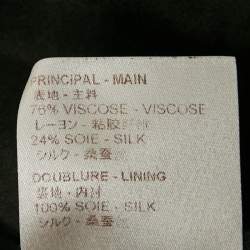 PRINCIPAL - MAIN
表地 - 主料
76% VISCOSE - VISCOSE
レーヨン - 粘胶纤维
24% SOIE - SILK
シルク - 桑蚕丝
DOUBLURE - LINING
裏地 - 内衬
100% SOIE - SILK
シルク - 桑蚕丝